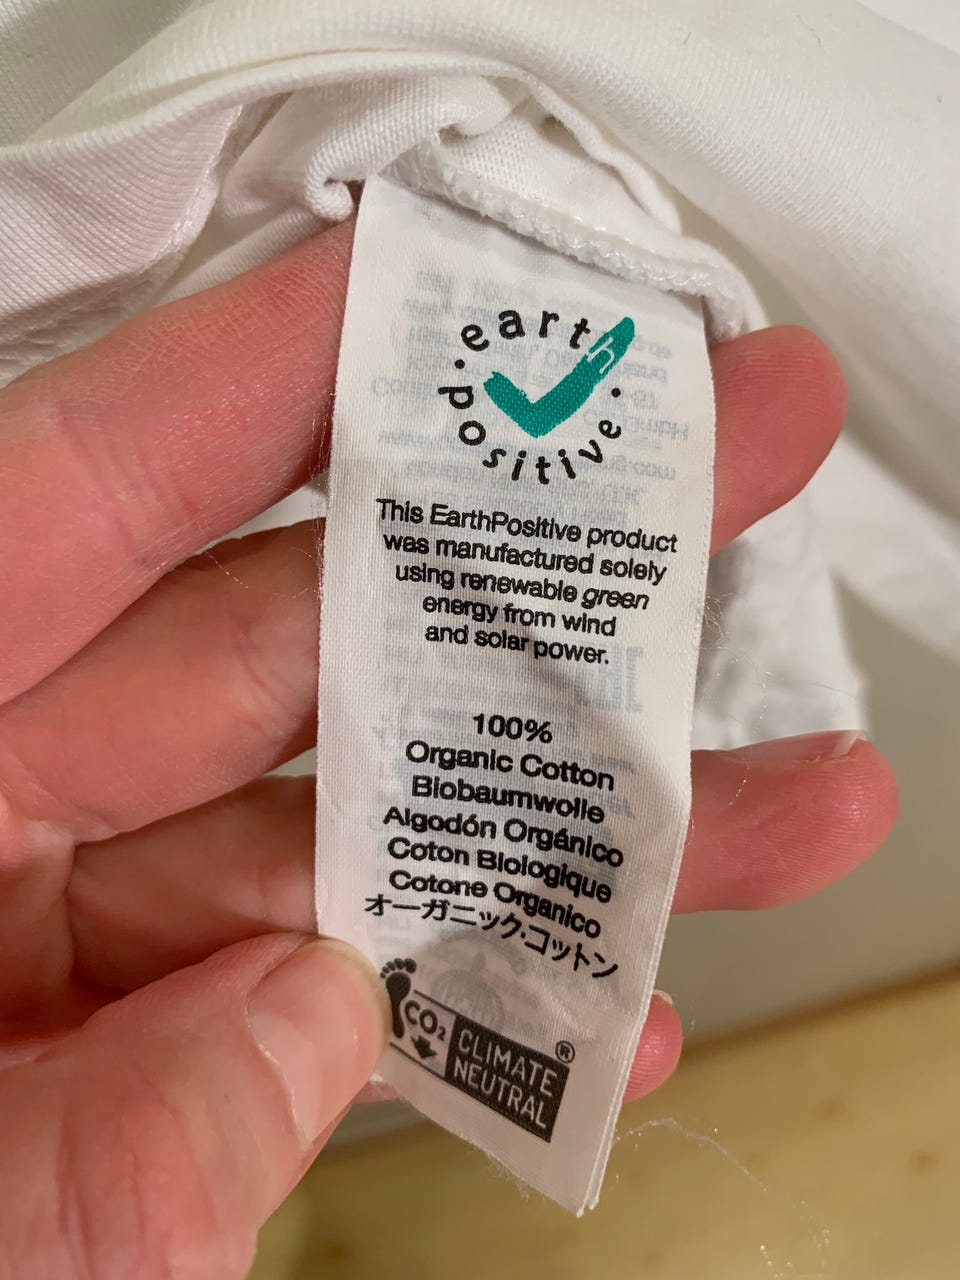 earth
·positive·
This EarthPositive product
was manufactured solely
using renewable green
energy from wind
and solar power.
100%
Organic Cotton
Biobaumwolle
Algodón Orgánico
Coton Biologique
Cotone Organico
オーガニック・コットン
CO₂
CLIMATE ®
NEUTRAL